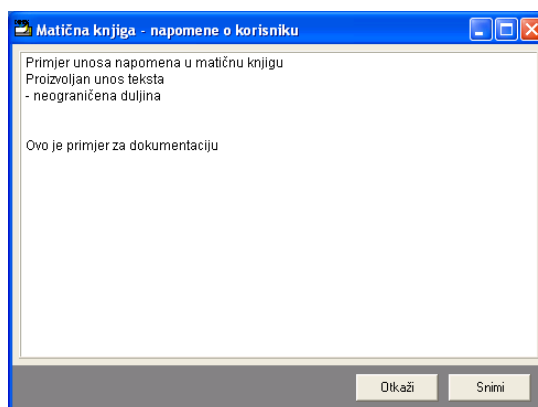 Matična knjiga - napomene o korisniku
Primjer unosa napomena u matičnu knjigu
Proizvoljan unos teksta
- neograničena duljina
Ovo je primjer za dokumentaciju
Otkaži
Snimi